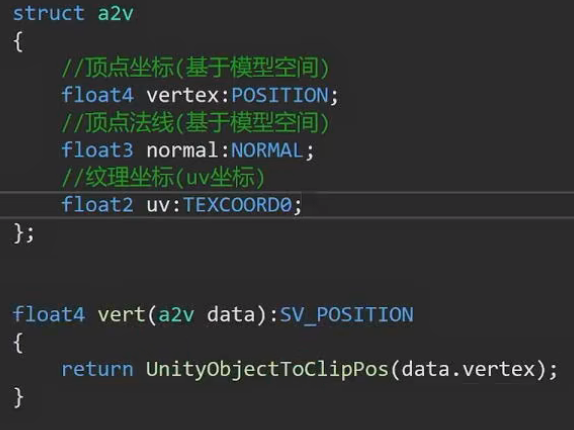 struct a2v
{
//顶点坐标(基于模型空间)
float4 vertex:POSITION;
//顶点法线(基于模型空间)
float3 normal:NORMAL;
//纹理坐标(uv坐标)
float2 uv:TEXCOORD0;
};
float4 vert(a2v data):SV_POSITION
{
return UnityObjectToClipPos(data.vertex);
}